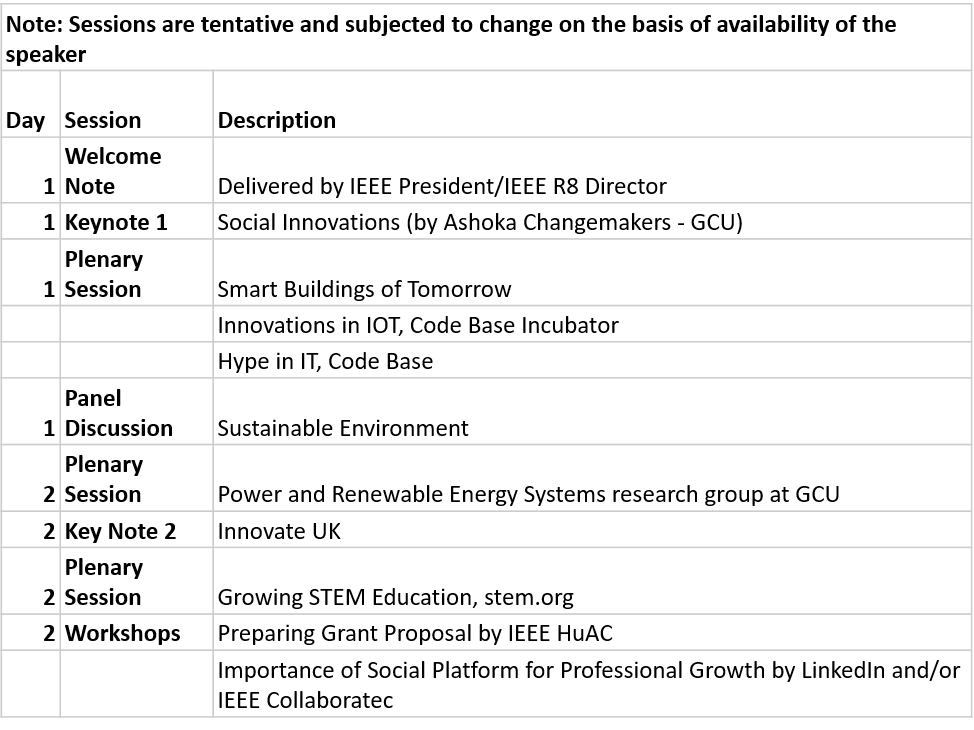 Note: Sessions are tentative and subjected to change on the basis of availability of the
speaker
Day Session Description
Welcome
1 Note Delivered by IEEE President/IEEE R8 Director
1 Keynote 1 Social Innovations (by Ashoka Changemakers - GCU)
Plenary
1 Session Smart Buildings of Tomorrow
Innovations in IOT, Code Base Incubator
Hype in IT, Code Base
Panel
1 Discussion Sustainable Environment
Plenary
2 Session Power and Renewable Energy Systems research group at GCU
2 Key Note 2 Innovate UK
Plenary
2 Session Growing STEM Education, stem.org
2 Workshops Preparing Grant Proposal by IEEE HuAC
Importance of Social Platform for Professional Growth by LinkedIn and/or
IEEE Collaboratec